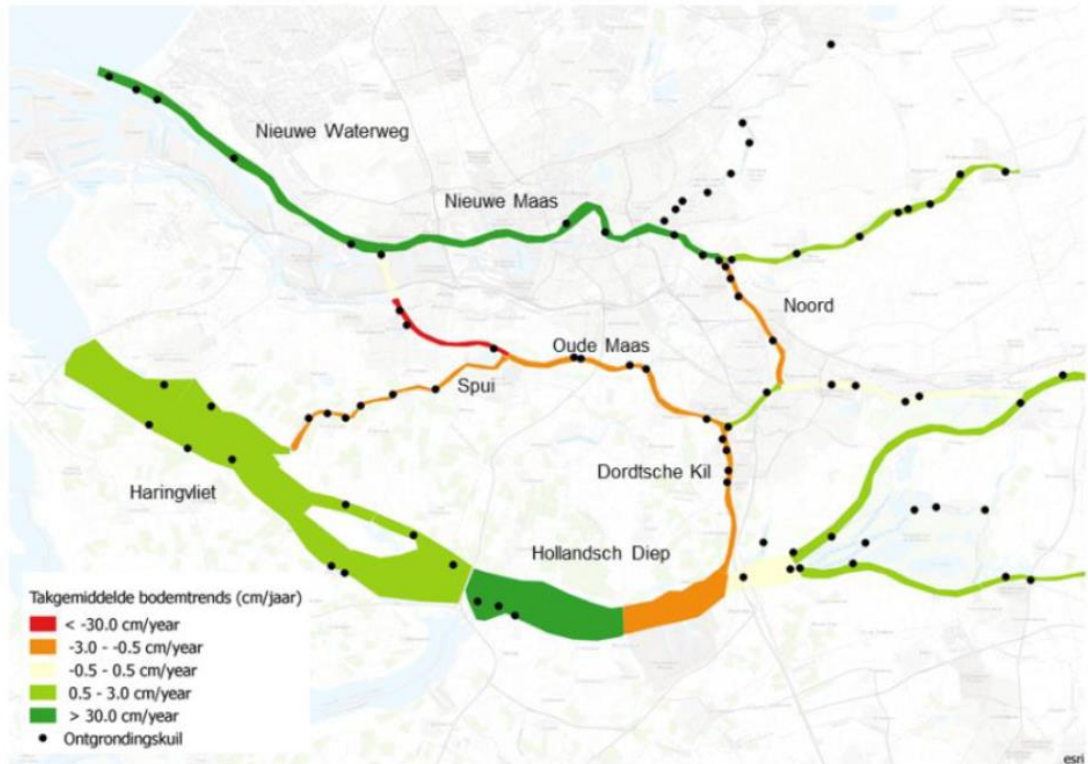 Nieuwe Waterweg
Nieuwe Maas
Noord
Oude Maas
Spui
Dordtsche Kil
Haringvliet
Hollandsch Diep
Takgemiddelde bodemtrends (cm/jaar)
< -30.0 cm/year
-3.0 - -0.5 cm/year
-0.5 - 0.5 cm/year
0.5 - 3.0 cm/year
> 30.0 cm/year
Ontgrondingskuil
esri